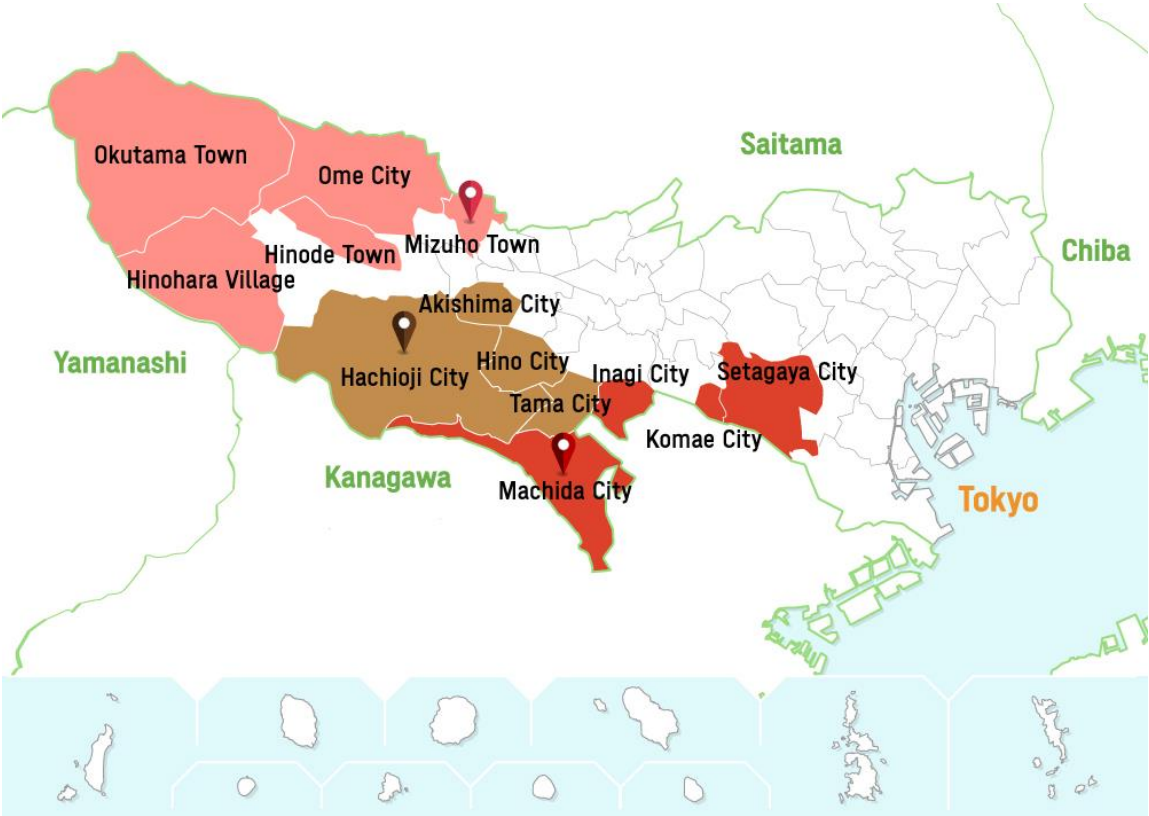 Saitama
Okutama Town
Ome City
Chiba
Mizuho Town
Hinode Town
Hinohara Village
Akishima City
Yamanashi
Hino City
Hachioji City
Inagi City
Setagaya City
Tama City
Komae City
Kanagawa
Machida City
Tokyo